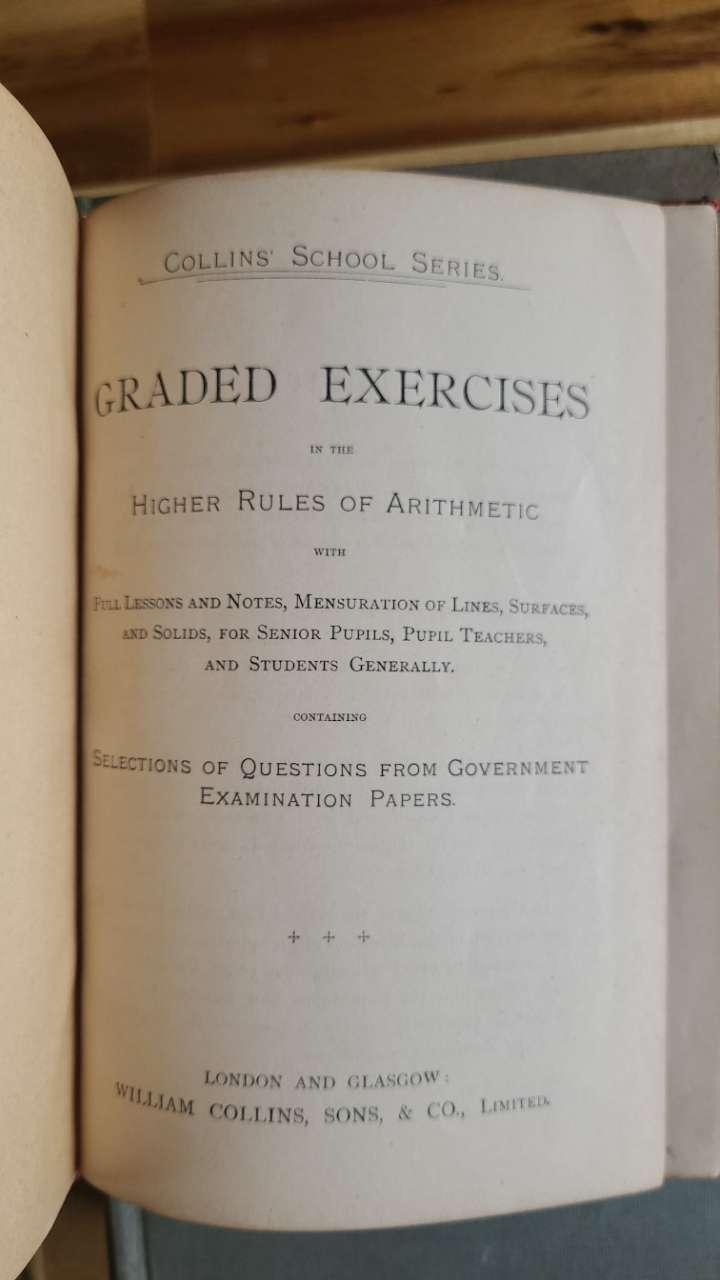 COLLINS' SCHOOL SERIES.
GRADED EXERCISES
IN THE
HIGHER RULES OF ARITHMETIC
WITH
FULL LESSONS AND NOTES, MENSURATION OF LINES, SURFACES,
AND SOLIDS, FOR SENIOR PUPILS, PUPIL TEACHERS,
AND STUDENTS GENERALLY.
CONTAINING
SELECTIONS OF QUESTIONS FROM GOVERNMENT
EXAMINATION PAPERS.
LONDON AND GLASGOW:
WILLIAM COLLINS, SONS, & CO., LIMITED.